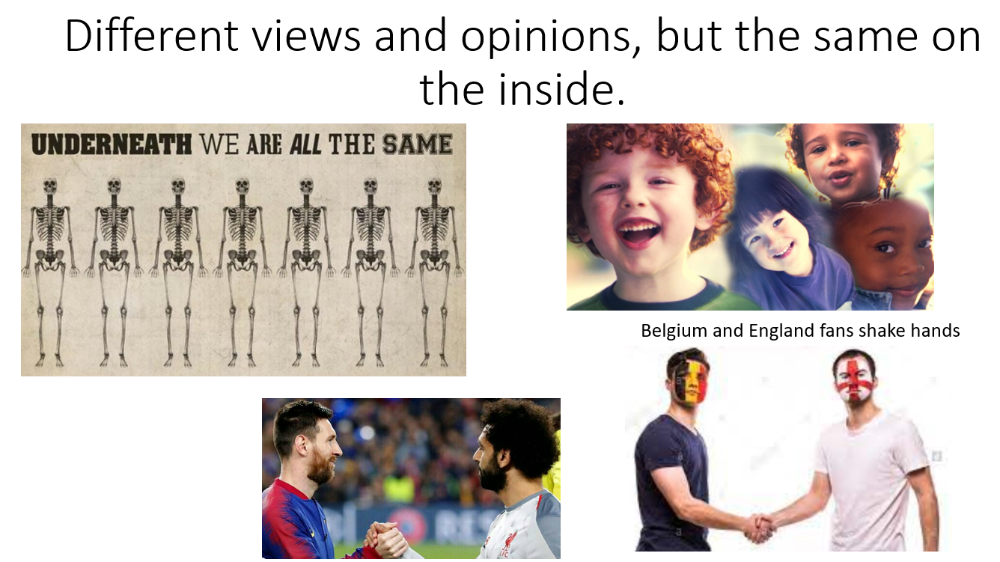 Different views and opinions, but the same on
the inside.
UNDERNEATH WE ARE ALL THE SAME
Belgium and England fans shake hands